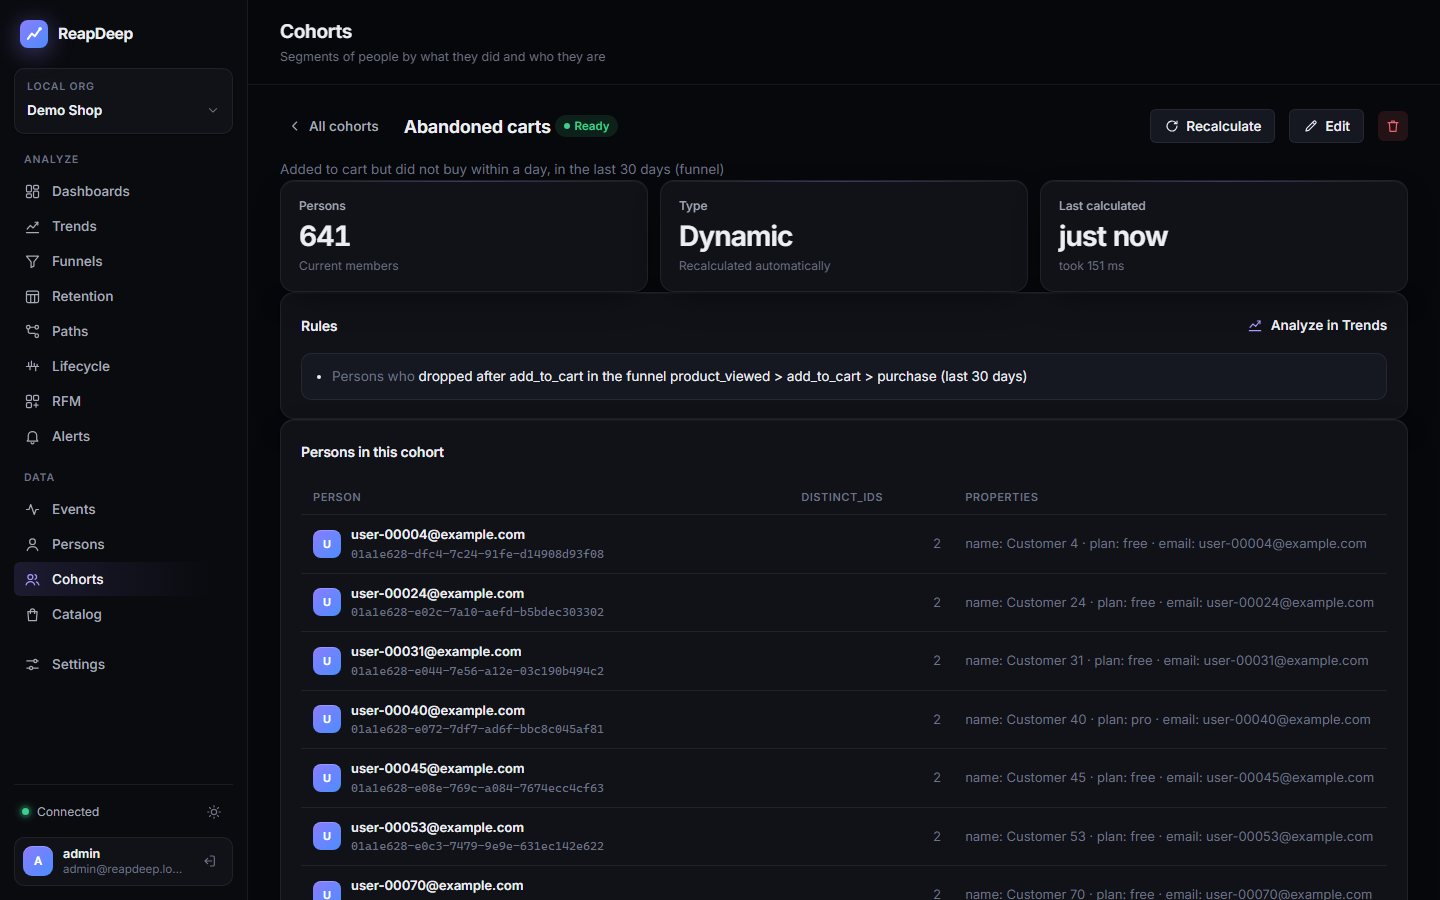 ReapDeep
LOCAL ORG
Demo Shop
ANALYZE
Dashboards
Trends
Funnels
Retention
Paths
Lifecycle
RFM
Alerts
DATA
Events
Persons
Cohorts
Catalog
Settings
Connected
A
admin
admin@reapdeep.lo...
Cohorts
Segments of people by what they did and who they are
All cohorts
Abandoned carts
Ready
Recalculate
Edit
Added to cart but did not buy within a day, in the last 30 days (funnel)
Persons
641
Current members
Type
Dynamic
Recalculated automatically
Last calculated
just now
took 151 ms
Rules
Analyze in Trends
• Persons who dropped after add_to_cart in the funnel product_viewed > add_to_cart > purchase (last 30 days)
Persons in this cohort
PERSON DISTINCT_IDS PROPERTIES
U user-00004@example.com
01a1e628-dfc4-7c24-91fe-d14908d93f08
2 name: Customer 4 · plan: free · email: user-00004@example.com
U user-00024@example.com
01a1e628-e02c-7a10-aefd-b5bdec303302
2 name: Customer 24 · plan: free · email: user-00024@example.com
U user-00031@example.com
01a1e628-e044-7e56-a12e-03c190b494c2
2 name: Customer 31 · plan: free · email: user-00031@example.com
U user-00040@example.com
01a1e628-e072-7df7-ad6f-bbc8c045af81
2 name: Customer 40 · plan: pro · email: user-00040@example.com
U user-00045@example.com
01a1e628-e08e-769c-a084-7674ecc4cf63
2 name: Customer 45 · plan: free · email: user-00045@example.com
U user-00053@example.com
01a1e628-e0c3-7479-9e9e-631ec142e622
2 name: Customer 53 · plan: free · email: user-00053@example.com
U user-00070@example.com
2 name: Customer 70 · plan: free · email: user-00070@example.com